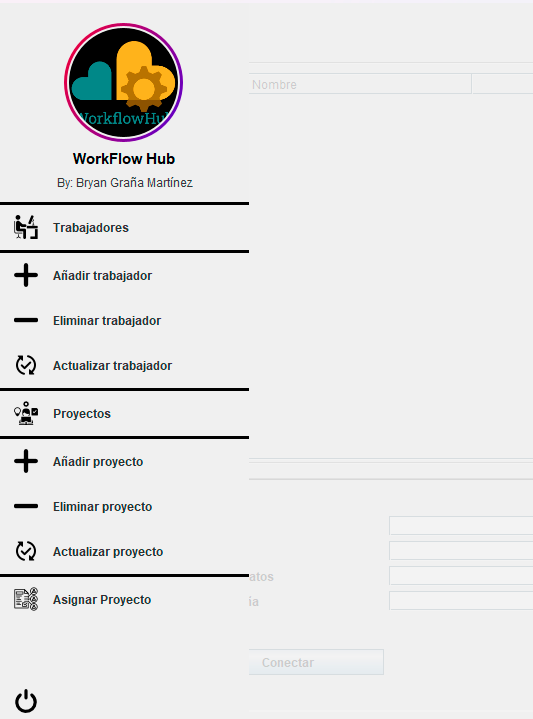 WorkflowHub
WorkFlow Hub
By: Bryan Graña Martínez
Trabajadores
Añadir trabajador
Eliminar trabajador
Actualizar trabajador
Proyectos
Añadir proyecto
Eliminar proyecto
Actualizar proyecto
Asignar Proyecto
Nombre
atos
ía
Conectar